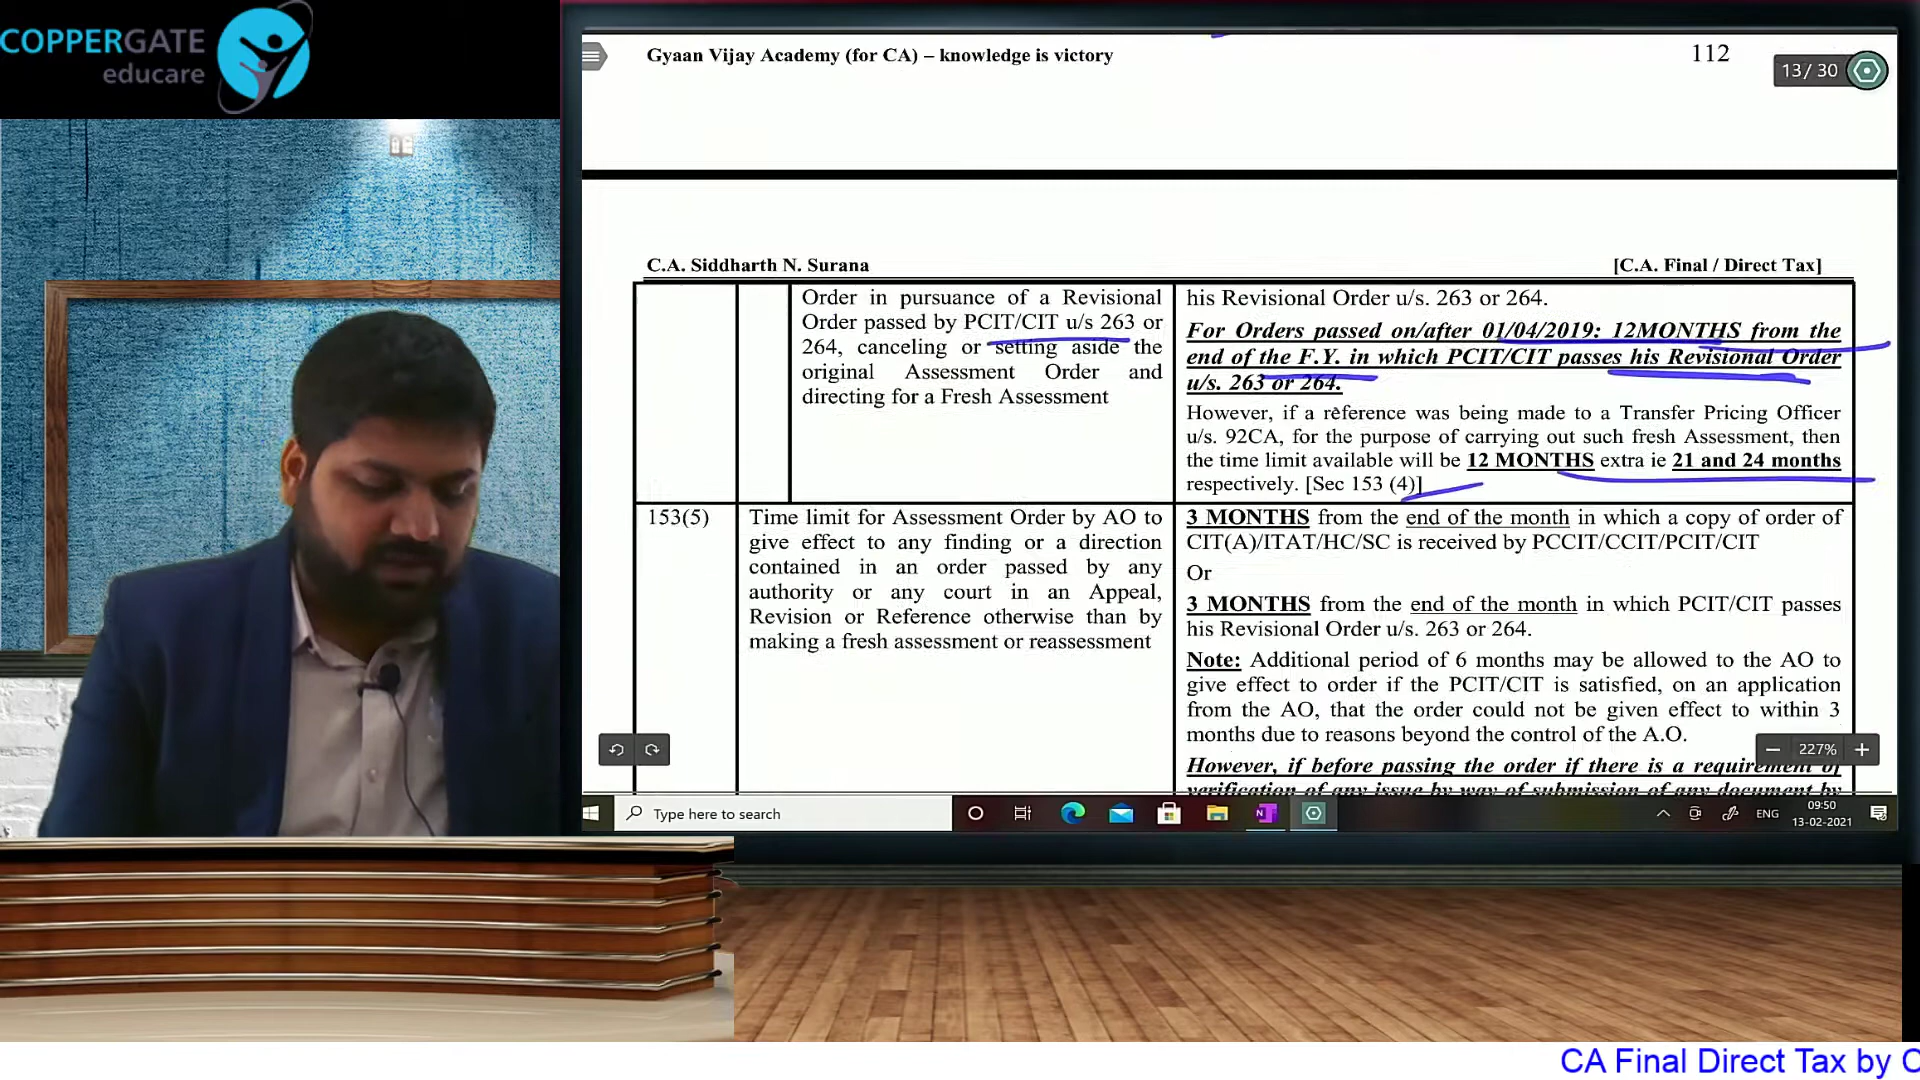 COPPERGATE
educare
Gyaan Vijay Academy (for CA) – knowledge is victory
112
13/ 30
C.A. Siddharth N. Surana
[C.A. Final / Direct Tax]
Order in pursuance of a Revisional
Order passed by PCIT/CIT u/s 263 or
264, canceling or setting aside the
original Assessment Order and
directing for a Fresh Assessment
his Revisional Order u/s. 263 or 264.
For Orders passed on/after 01/04/2019: 12MONTHS from the
end of the F.Y. in which PCIT/CIT passes his Revisional Order
u/s. 263 or 264.
However, if a reference was being made to a Transfer Pricing Officer
u/s. 92CA, for the purpose of carrying out such fresh Assessment, then
the time limit available will be 12 MONTHS extra ie 21 and 24 months
respectively. [Sec 153 (4)]
153(5)
Time limit for Assessment Order by AO to
give effect to any finding or a direction
contained in an order passed by any
authority or any court in an Appeal,
Revision or Reference otherwise than by
making a fresh assessment or reassessment
3 MONTHS from the end of the month in which a copy of order of
CIT(A)/ITAT/HC/SC is received by PCCIT/CCIT/PCIT/CIT
Or
3 MONTHS from the end of the month in which PCIT/CIT passes
his Revisional Order u/s. 263 or 264.
Note: Additional period of 6 months may be allowed to the AO to
give effect to order if the PCIT/CIT is satisfied, on an application
from the AO, that the order could not be given effect to within 3
months due to reasons beyond the control of the A.O.
However, if before passing the order if there is a requirement of
verification of any issue by way of submission of any document by
227%
Type here to search
ENG
09:50
13-02-2021
CA Final Direct Tax by